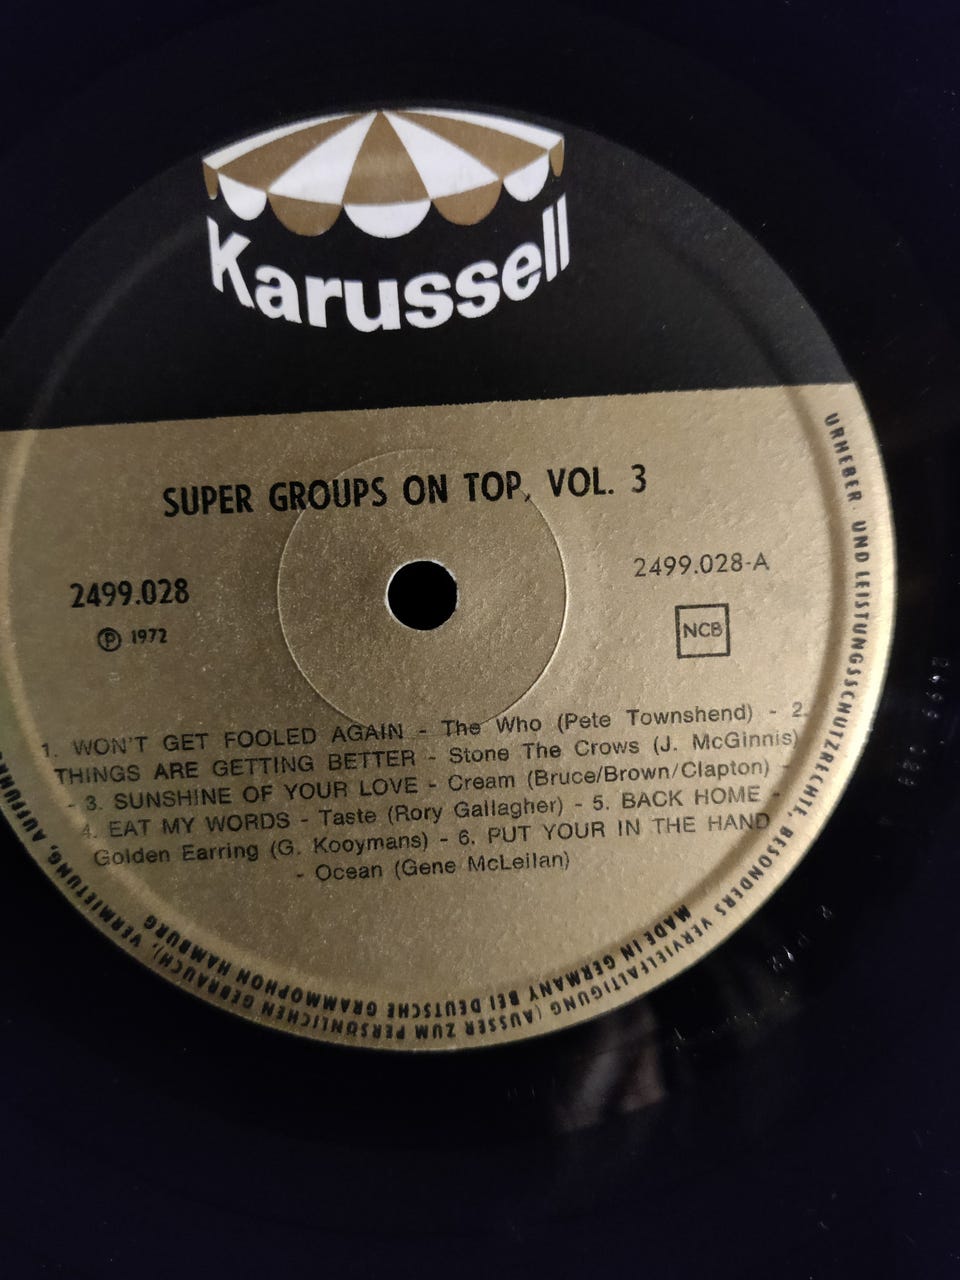 Karussell
SUPER GROUPS ON TOP, VOL. 3
2499.028
2499.028-A
℗ 1972
NCB
1. WON'T GET FOOLED AGAIN - The Who (Pete Townshend) - 2.
THINGS ARE GETTING BETTER - Stone The Crows (J. McGinnis)
- 3. SUNSHINE OF YOUR LOVE - Cream (Bruce/Brown/Clapton) -
4. EAT MY WORDS - Taste (Rory Gallagher) - 5. BACK HOME -
Golden Earring (G. Kooymans) - 6. PUT YOUR IN THE HAND
- Ocean (Gene McLellan)
URHEBER- UND LEISTUNGSSCHUTZRECHTE, BESONDERS VERVIELFÄLTIGUNG (AUSSER ZUM PERSÖNLICHEN GEBRAUCH), VERMIETUNG,
MADE IN GERMANY BEI DEUTSCHE GRAMMOPHON HAMBURG